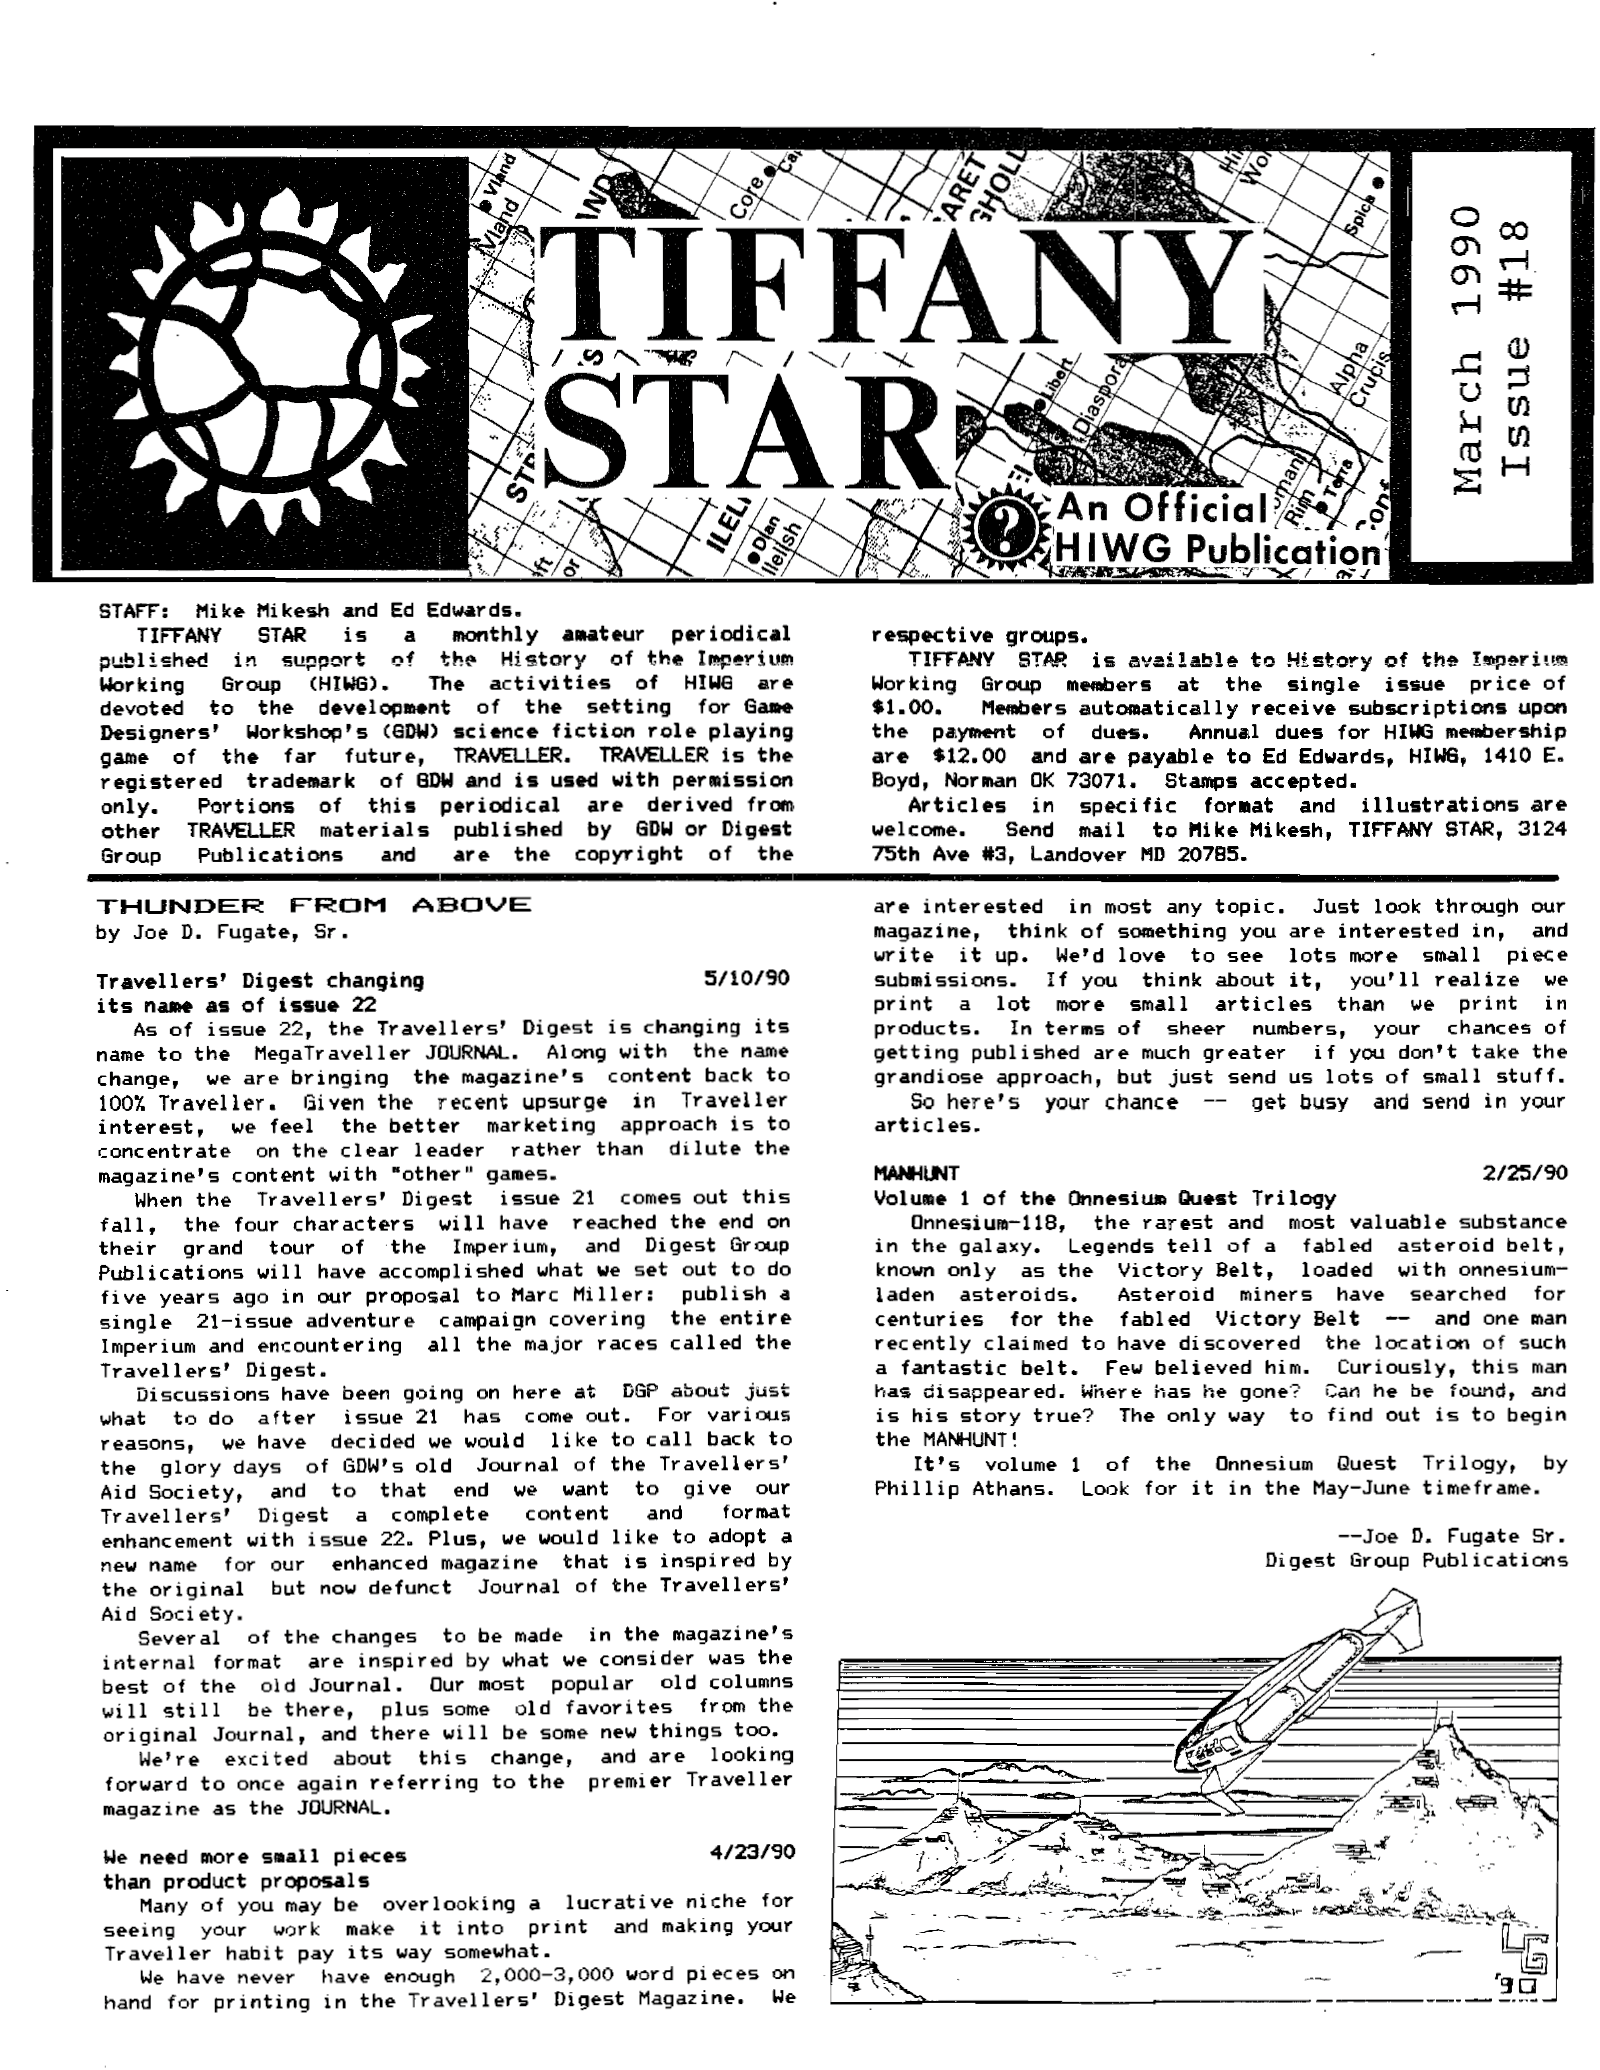 TIFFANY
STAR
An Official
HIWG Publication
March 1990
Issue #18
Vland
Vland
Core
Spica
Libert
Diaspora
Alpha
Crucis
Dlan
Ilelish
Rim
Terra
STAFF: Mike Mikesh and Ed Edwards.
TIFFANY STAR is a monthly amateur periodical
published in support of the History of the Imperium
Working Group (HIWG). The activities of HIWG are
devoted to the development of the setting for Game
Designers' Workshop's (GDW) science fiction role playing
game of the far future, TRAVELLER. TRAVELLER is the
registered trademark of GDW and is used with permission
only. Portions of this periodical are derived from
other TRAVELLER materials published by GDW or Digest
Group Publications and are the copyright of the
respective groups.
TIFFANY STAR is available to History of the Imperium
Working Group members at the single issue price of
$1.00. Members automatically receive subscriptions upon
the payment of dues. Annual dues for HIWG membership
are $12.00 and are payable to Ed Edwards, HIWG, 1410 E.
Boyd, Norman OK 73071. Stamps accepted.
Articles in specific format and illustrations are
welcome. Send mail to Mike Mikesh, TIFFANY STAR, 3124
75th Ave #3, Landover MD 20785.
THUNDER FROM ABOVE
by Joe D. Fugate, Sr.
Travellers' Digest changing 5/10/90
its name as of issue 22
As of issue 22, the Travellers' Digest is changing its
name to the MegaTraveller JOURNAL. Along with the name
change, we are bringing the magazine's content back to
100% Traveller. Given the recent upsurge in Traveller
interest, we feel the better marketing approach is to
concentrate on the clear leader rather than dilute the
magazine's content with "other" games.
When the Travellers' Digest issue 21 comes out this
fall, the four characters will have reached the end on
their grand tour of the Imperium, and Digest Group
Publications will have accomplished what we set out to do
five years ago in our proposal to Marc Miller: publish a
single 21-issue adventure campaign covering the entire
Imperium and encountering all the major races called the
Travellers' Digest.
Discussions have been going on here at DGP about just
what to do after issue 21 has come out. For various
reasons, we have decided we would like to call back to
the glory days of GDW's old Journal of the Travellers'
Aid Society, and to that end we want to give our
Travellers' Digest a complete content and format
enhancement with issue 22. Plus, we would like to adopt a
new name for our enhanced magazine that is inspired by
the original but now defunct Journal of the Travellers'
Aid Society.
Several of the changes to be made in the magazine's
internal format are inspired by what we consider was the
best of the old Journal. Our most popular old columns
will still be there, plus some old favorites from the
original Journal, and there will be some new things too.
We're excited about this change, and are looking
forward to once again referring to the premier Traveller
magazine as the JOURNAL.
We need more small pieces 4/23/90
than product proposals
Many of you may be overlooking a lucrative niche for
seeing your work make it into print and making your
Traveller habit pay its way somewhat.
We have never have enough 2,000-3,000 word pieces on
hand for printing in the Travellers' Digest Magazine. We
are interested in most any topic. Just look through our
magazine, think of something you are interested in, and
write it up. We'd love to see lots more small piece
submissions. If you think about it, you'll realize we
print a lot more small articles than we print in
products. In terms of sheer numbers, your chances of
getting published are much greater if you don't take the
grandiose approach, but just send us lots of small stuff.
So here's your chance -- get busy and send in your
articles.
MANHUNT 2/25/90
Volume 1 of the Onnesium Quest Trilogy
Onnesium-118, the rarest and most valuable substance
in the galaxy. Legends tell of a fabled asteroid belt,
known only as the Victory Belt, loaded with onnesium-
laden asteroids. Asteroid miners have searched for
centuries for the fabled Victory Belt -- and one man
recently claimed to have discovered the location of such
a fantastic belt. Few believed him. Curiously, this man
has disappeared. Where has he gone? Can he be found, and
is his story true? The only way to find out is to begin
the MANHUNT!
It's volume 1 of the Onnesium Quest Trilogy, by
Phillip Athans. Look for it in the May-June timeframe.
--Joe D. Fugate Sr.
Digest Group Publications
LG
'90